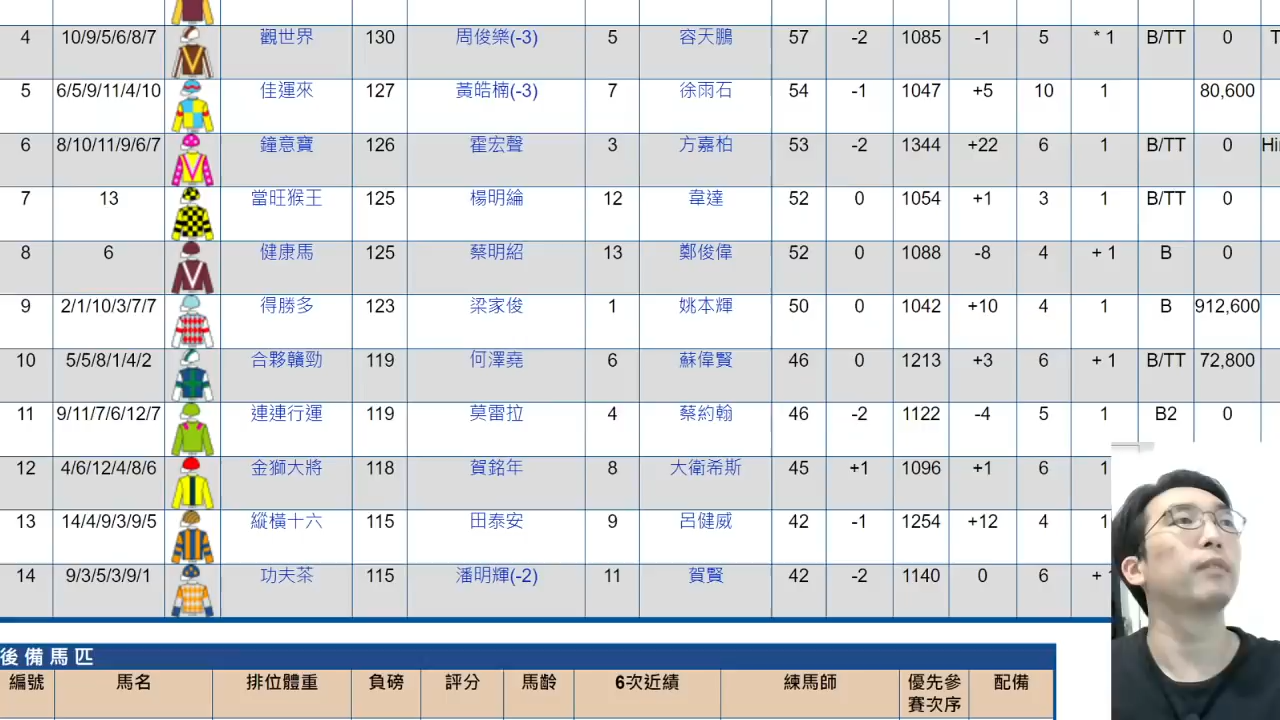 4 10/9/5/6/8/7 觀世界 130 周俊樂(-3) 5 容天鵬 57 -2 1085 -1 5 * 1 B/TT 0 T
5 6/5/9/11/4/10 佳運來 127 黃皓楠(-3) 7 徐雨石 54 -1 1047 +5 10 1 80,600
6 8/10/11/9/6/7 鐘意寶 126 霍宏聲 3 方嘉柏 53 -2 1344 +22 6 1 B/TT 0 Hi
7 13 當旺猴王 125 楊明綸 12 韋達 52 0 1054 +1 3 1 B/TT 0
8 6 健康馬 125 蔡明紹 13 鄭俊偉 52 0 1088 -8 4 + 1 B 0
9 2/1/10/3/7/7 得勝多 123 梁家俊 1 姚本輝 50 0 1042 +10 4 1 B 912,600
10 5/5/8/1/4/2 合夥贛勁 119 何澤堯 6 蘇偉賢 46 0 1213 +3 6 + 1 B/TT 72,800
11 9/11/7/6/12/7 連連行運 119 莫雷拉 4 蔡約翰 46 -2 1122 -4 5 1 B2 0
12 4/6/12/4/8/6 金獅大將 118 賀銘年 8 大衛希斯 45 +1 1096 +1 6 1
13 14/4/9/3/9/5 縱橫十六 115 田泰安 9 呂健威 42 -1 1254 +12 4 1
14 9/3/5/3/9/1 功夫茶 115 潘明輝(-2) 11 賀賢 42 -2 1140 0 6 +
後備馬匹
編號 馬名 排位體重 負磅 評分 馬齡 6次近績 練馬師 優先參 配備
賽次序